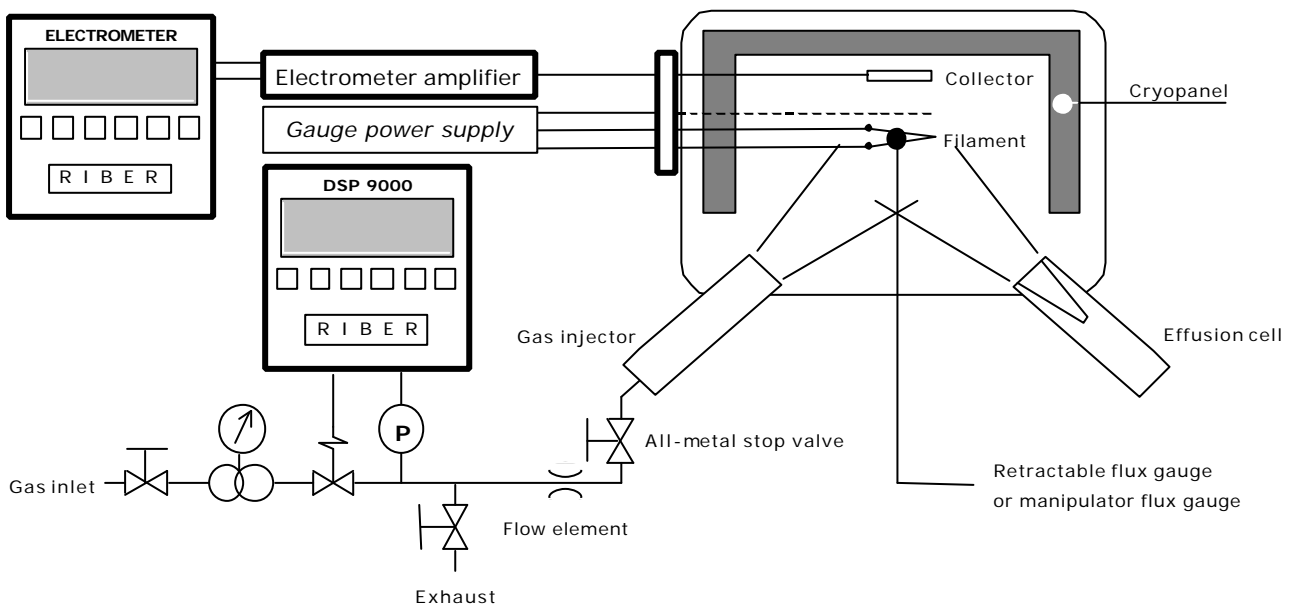 ELECTROMETER
RIBER
Electrometer amplifier
Gauge power supply
DSP 9000
RIBER
Collector
Filament
Cryopanel
Gas injector
Effusion cell
P
All-metal stop valve
Gas inlet
Flow element
Exhaust
Retractable flux gauge
or manipulator flux gauge